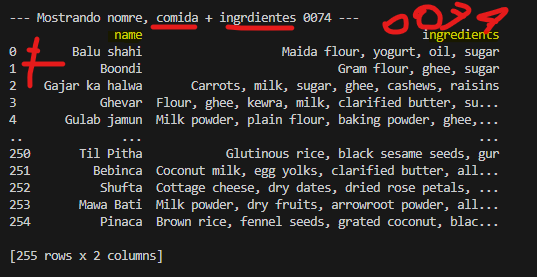 --- Mostrando nomre, comida + ingrdientes 0074 --- 0074
name ingredients
0 Balu shahi Maida flour, yogurt, oil, sugar
1 Boondi Gram flour, ghee, sugar
2 Gajar ka halwa Carrots, milk, sugar, ghee, cashews, raisins
3 Ghevar Flour, ghee, kewra, milk, clarified butter, su...
4 Gulab jamun Milk powder, plain flour, baking powder, ghee,...
.. ... ...
250 Til Pitha Glutinous rice, black sesame seeds, gur
251 Bebinca Coconut milk, egg yolks, clarified butter, all...
252 Shufta Cottage cheese, dry dates, dried rose petals, ...
253 Mawa Bati Milk powder, dry fruits, arrowroot powder, all...
254 Pinaca Brown rice, fennel seeds, grated coconut, blac...
[255 rows x 2 columns]